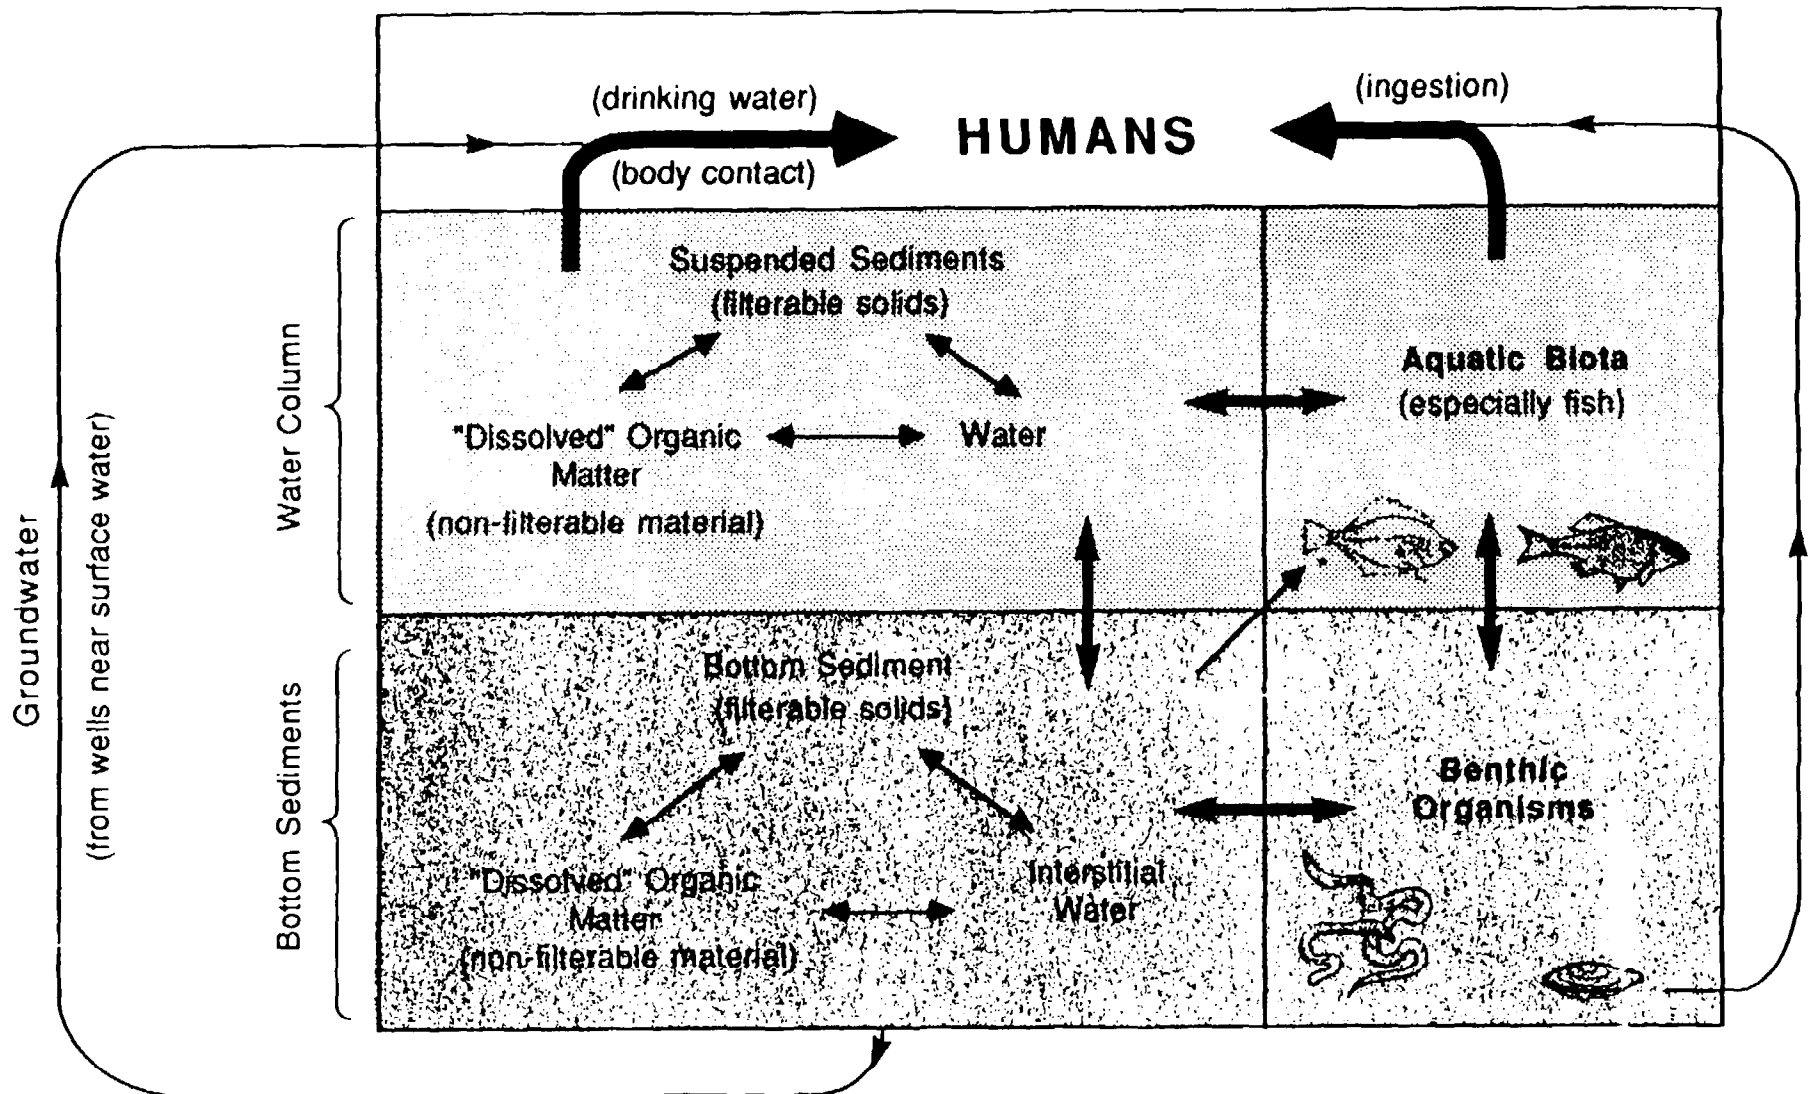 (drinking water)
(ingestion)
HUMANS
(body contact)
Suspended Sediments
(filterable solids)
"Dissolved" Organic
Matter
(non-filterable material)
Water
Aquatic Biota
(especially fish)
Water Column
Groundwater
(from wells near surface water)
Bottom Sediments
Bottom Sediment
(filterable solids)
"Dissolved" Organic
Matter
(non-filterable material)
Interstitial
Water
Benthic
Organisms